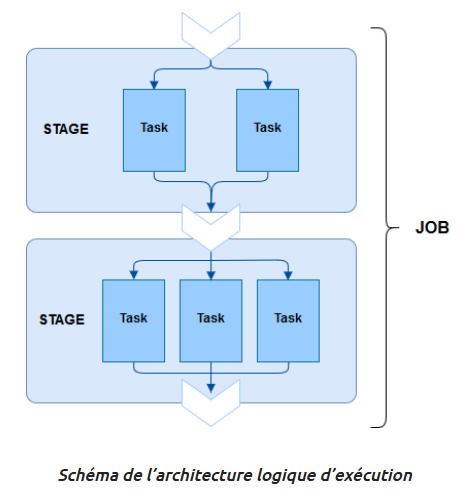 STAGE
Task
Task
JOB
STAGE
Task
Task
Task
Schéma de l'architecture logique d'exécution